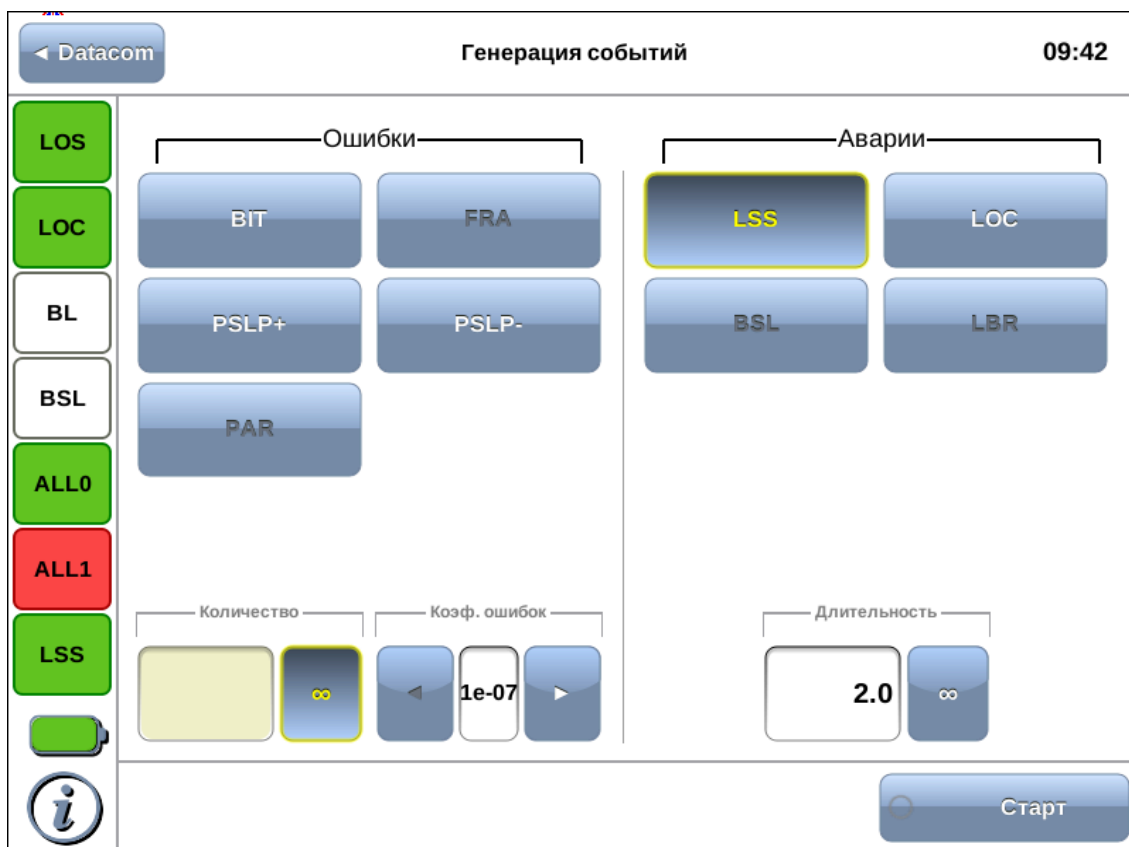 ◄ Datacom
Генерация событий
09:42
LOS
LOC
BL
BSL
ALL0
ALL1
LSS
Ошибки
BIT
FRA
PSLP+
PSLP-
PAR
Количество
∞
Коэф. ошибок
◄ 1e-07 ►
Аварии
LSS
LOC
BSL
LBR
Длительность
2.0 ∞
i
Старт